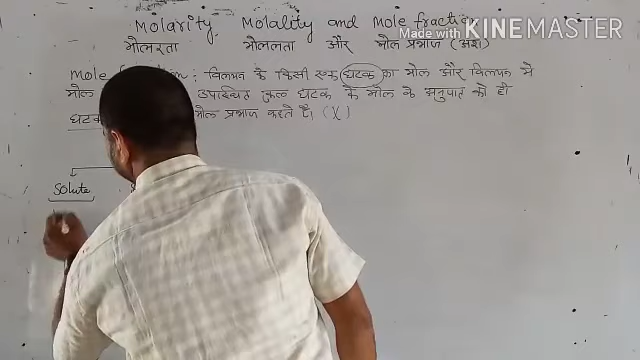 Molarity, Molality and Mole fraction
Made with KINEMASTER
मोलरता मोललता और मोल प्रभाज (अंश)
Mole : विलयन के किसी एक घटक का मोल और विलयन मे
मोल उपस्थित कुल घटक के मोल के अनुपात को ही
घटक मोल प्रभाज कहते हैं। (X)
Solute